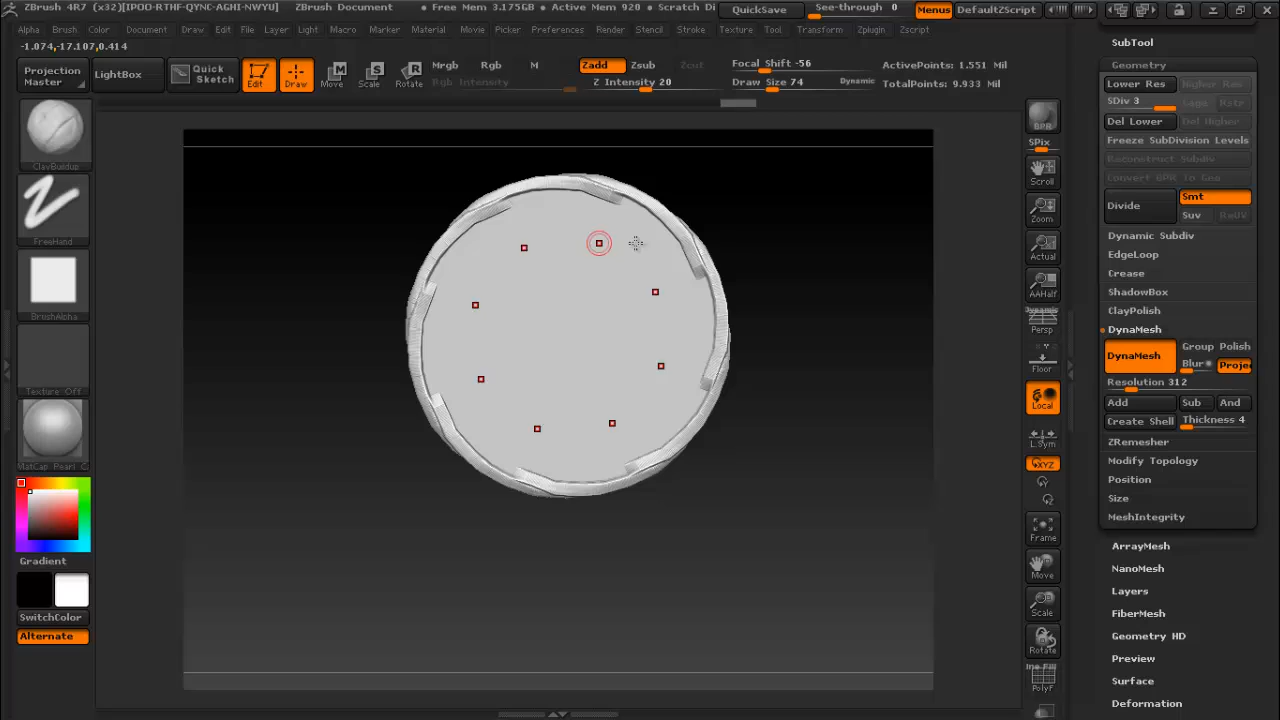 ZBrush 4R7 (x32)[IPOO-RTHF-QYNC-AGHI-NWYU] ZBrush Document • Free Mem 3.175GB • Active Mem 920 • Scratch Di QuickSave See-through 0 Menus DefaultZScript
Alpha Brush Color Document Draw Edit File Layer Light Macro Marker Material Movie Picker Preferences Render Stencil Stroke Texture Tool Transform Zplugin Zscript
-1.074,-17.107,0.414
Projection Master
LightBox
Quick Sketch
Edit
Draw
Move
Scale
Rotate
Mrgb Rgb M
Rgb Intensity
Zadd Zsub Zcut
Z Intensity 20
Focal Shift -56
Draw Size 74 Dynamic
ActivePoints: 1.551 Mil
TotalPoints: 9.933 Mil
ClayBuildup
FreeHand
BrushAlpha
Texture Off
MatCap Pearl C
Gradient
SwitchColor
Alternate
BPR
SPix
Scroll
Zoom
Actual
AAHalf
Dynamic
Persp
Floor
Local
L.Sym
XYZ
Frame
Move
Scale
Rotate
Line Fill
PolyF
SubTool
Geometry
Lower Res Higher Res
SDiv 3 Cage Rstr
Del Lower Del Higher
Freeze SubDivision Levels
Reconstruct Subdiv
Convert BPR To Geo
Divide Smt
Suv ReUV
Dynamic Subdiv
EdgeLoop
Crease
ShadowBox
ClayPolish
DynaMesh
DynaMesh Group Polish
Blur Projec
Resolution 312
Add Sub And
Create Shell Thickness 4
ZRemesher
Modify Topology
Position
Size
MeshIntegrity
ArrayMesh
NanoMesh
Layers
FiberMesh
Geometry HD
Preview
Surface
Deformation